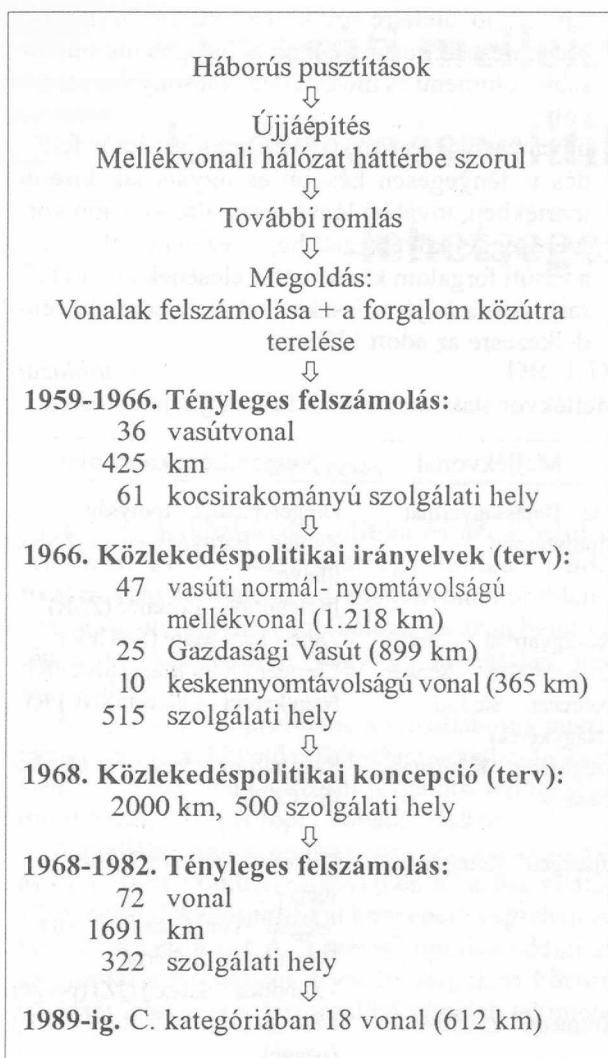 Háborús pusztítások
⇩
Újjáépítés
Mellékvonali hálózat háttérbe szorul
⇩
További romlás
⇩
Megoldás:
Vonalak felszámolása + a forgalom közútra
terelése
⇩
1959-1966. Tényleges felszámolás:
36 vasútvonal
425 km
61 kocsirakományú szolgálati hely
⇩
1966. Közlekedéspolitikai irányelvek (terv):
47 vasúti normál- nyomtávolságú
mellékvonal (1.218 km)
25 Gazdasági Vasút (899 km)
10 keskennyomtávolságú vonal (365 km)
515 szolgálati hely
⇩
1968. Közlekedéspolitikai koncepció (terv):
2000 km, 500 szolgálati hely
⇩
1968-1982. Tényleges felszámolás:
72 vonal
1691 km
322 szolgálati hely
⇩
1989-ig. C. kategóriában 18 vonal (612 km)